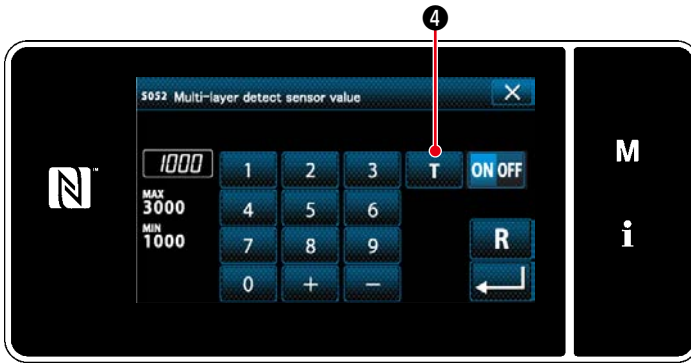 4
S052 Multi-layer detect sensor value
1000 1 2 3 T ON OFF
MAX
3000 4 5 6
MIN
1000 7 8 9 R
0 + −
N™
M
i